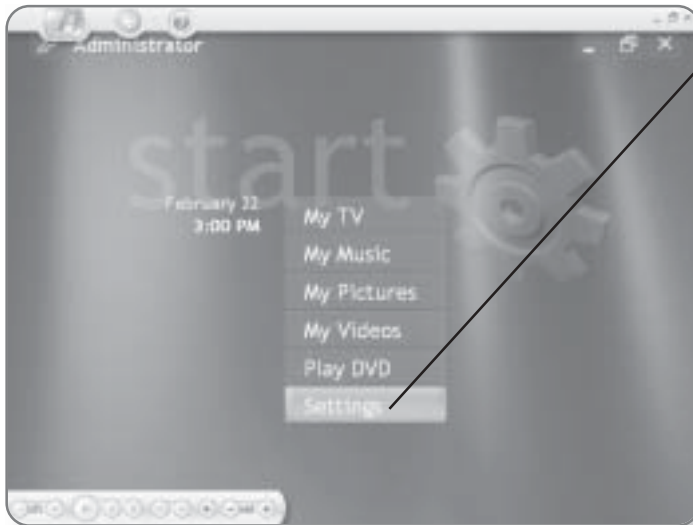 Administrator
start
February 22
3:00 PM
My TV
My Music
My Pictures
My Videos
Play DVD
Settings